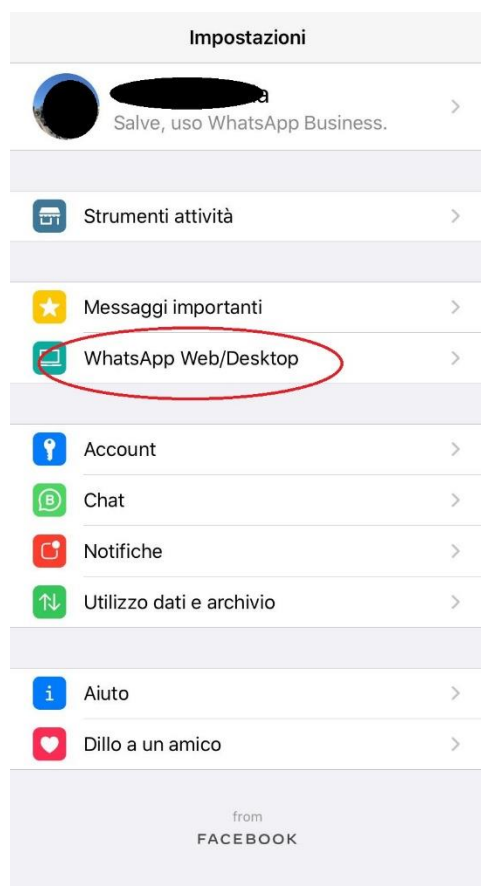 Impostazioni
Salve, uso WhatsApp Business.
Strumenti attività
Messaggi importanti
WhatsApp Web/Desktop
Account
Chat
Notifiche
Utilizzo dati e archivio
Aiuto
Dillo a un amico
from
FACEBOOK